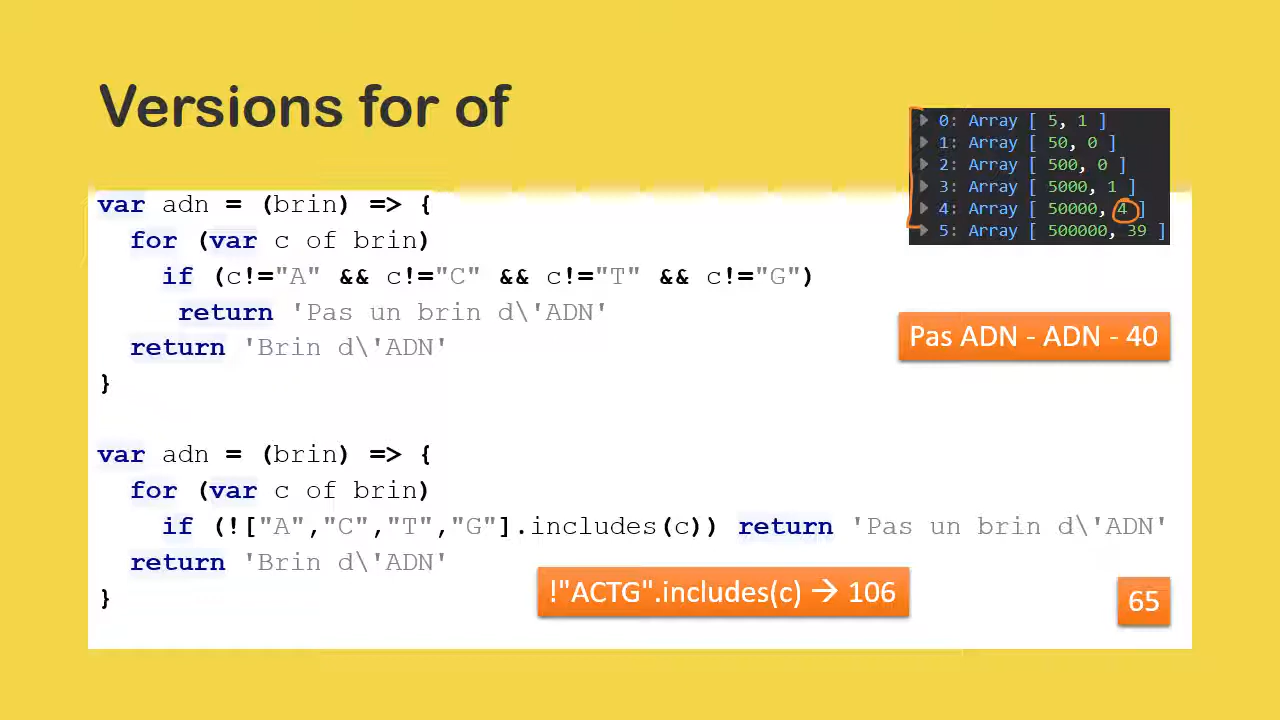 Versions for of
0: Array [ 5, 1 ]
1: Array [ 50, 0 ]
2: Array [ 500, 0 ]
3: Array [ 5000, 1 ]
4: Array [ 50000, 4 ]
5: Array [ 500000, 39 ]
var adn = (brin) => {
for (var c of brin)
if (c!="A" && c!="C" && c!="T" && c!="G")
return 'Pas un brin d\'ADN'
return 'Brin d\'ADN'
}
Pas ADN - ADN - 40
var adn = (brin) => {
for (var c of brin)
if (!["A","C","T","G"].includes(c)) return 'Pas un brin d\'ADN'
return 'Brin d\'ADN'
}
!"ACTG".includes(c) → 106
65